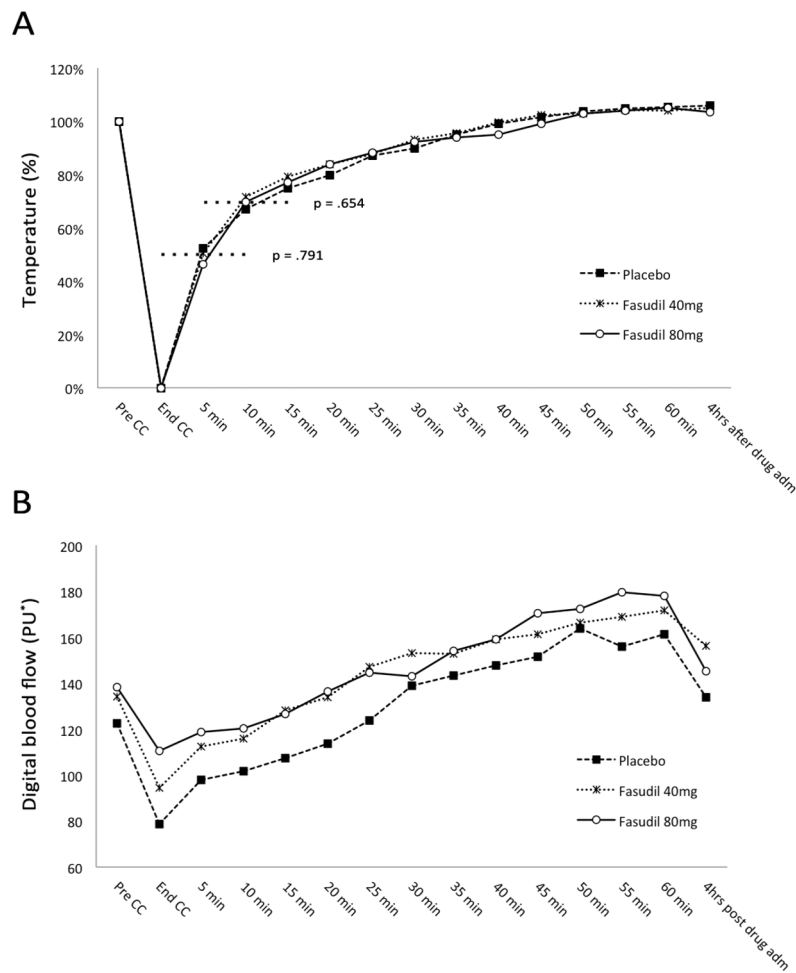 A
Temperature (%)
120%
100%
80%
60%
40%
20%
0%
p = .654
p = .791
Placebo
Fasudil 40mg
Fasudil 80mg
Pre CC
End CC
5 min
10 min
15 min
20 min
25 min
30 min
35 min
40 min
45 min
50 min
55 min
60 min
4hrs after drug adm
B
Digital blood flow (PU*)
200
180
160
140
120
100
80
60
Placebo
Fasudil 40mg
Fasudil 80mg
Pre CC
End CC
5 min
10 min
15 min
20 min
25 min
30 min
35 min
40 min
45 min
50 min
55 min
60 min
4hrs post drug adm